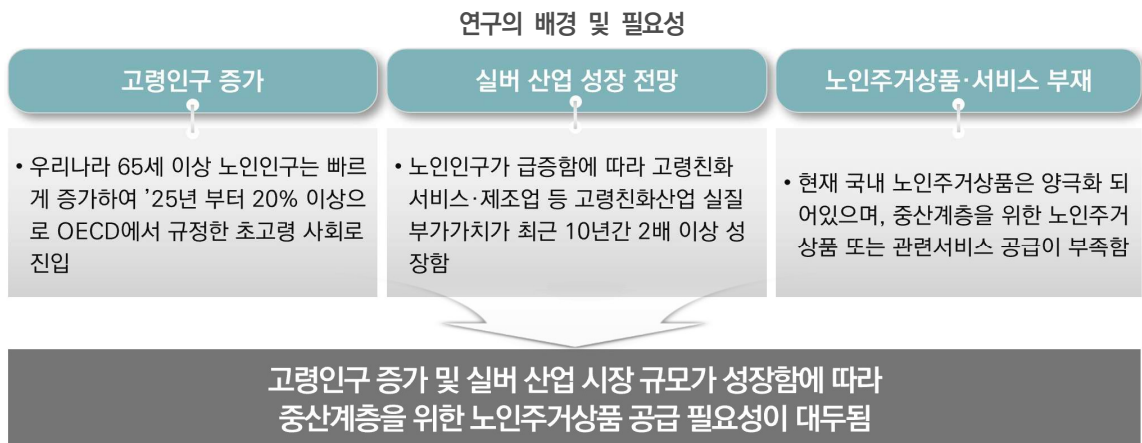 연구의 배경 및 필요성
고령인구 증가
• 우리나라 65세 이상 노인인구는 빠르
게 증가하여 ’25년 부터 20% 이상으
로 OECD에서 규정한 초고령 사회로
진입
실버 산업 성장 전망
• 노인인구가 급증함에 따라 고령친화
서비스·제조업 등 고령친화산업 실질
부가가치가 최근 10년간 2배 이상 성
장함
노인주거상품·서비스 부재
• 현재 국내 노인주거상품은 양극화 되
어있으며, 중산계층을 위한 노인주거
상품 또는 관련서비스 공급이 부족함
고령인구 증가 및 실버 산업 시장 규모가 성장함에 따라
중산계층을 위한 노인주거상품 공급 필요성이 대두됨